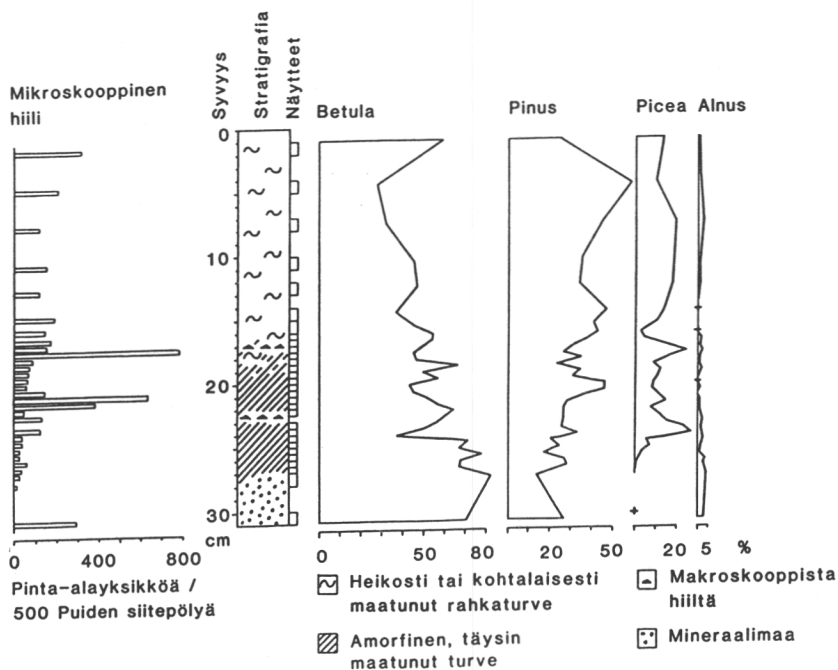 Mikroskooppinen
hiili
Syvyys
Stratigrafia
Näytteet
Betula
Pinus
Picea
Alnus
0
10
20
30
cm
0 400 800
Pinta-alayksikköä /
500 Puiden siitepölyä
0 50 80
20 50
20
5 %
Heikosti tai kohtalaisesti
maatunut rahkaturve
Amorfinen, täysin
maatunut turve
Makroskooppista
hiiltä
Mineraalimaa